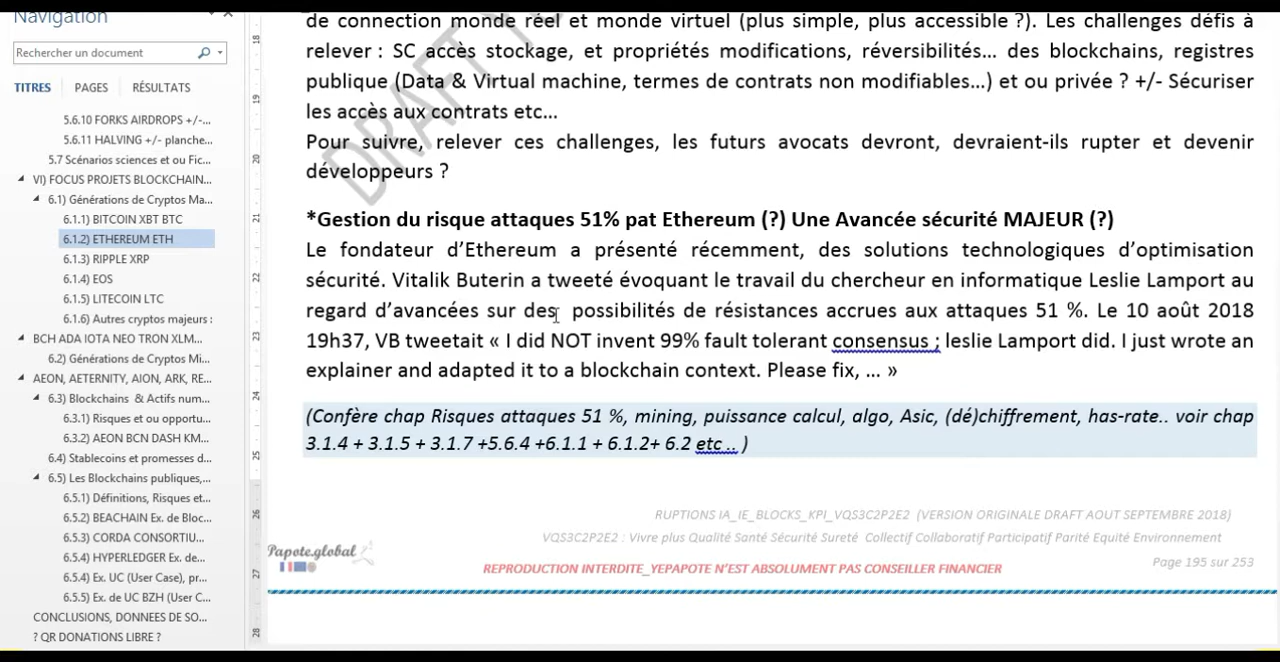 Navigation
Rechercher un document
TITRES PAGES RÉSULTATS
5.6.10 FORKS AIRDROPS +/-...
5.6.11 HALVING +/- planche...
5.7 Scénarios sciences et ou Fic...
VI) FOCUS PROJETS BLOCKCHAIN...
6.1) Générations de Cryptos Ma...
6.1.1) BITCOIN XBT BTC
6.1.2) ETHEREUM ETH
6.1.3) RIPPLE XRP
6.1.4) EOS
6.1.5) LITECOIN LTC
6.1.6) Autres cryptos majeurs :
BCH ADA IOTA NEO TRON XLM...
6.2) Générations de Cryptos Mi...
AEON, AETERNITY, AION, ARK, RE...
6.3) Blockchains & Actifs num...
6.3.1) Risques et ou opportu...
6.3.2) AEON BCN DASH KM...
6.4) Stablecoins et promesses d...
6.5) Les Blockchains publiques,...
6.5.1) Définitions, Risques et...
6.5.2) BEACHAIN Ex. de Bloc...
6.5.3) CORDA CONSORTIU...
6.5.4) HYPERLEDGER Ex. de...
6.5.4) Ex. UC (User Case), pr...
6.5.5) Ex. de UC BZH (User C...
CONCLUSIONS, DONNEES DE SO...
? QR DONATIONS LIBRE ?
18
19
20
21
22
23
24
25
26
27
28
DRAFT
de connection monde réel et monde virtuel (plus simple, plus accessible ?). Les challenges défis à
relever : SC accès stockage, et propriétés modifications, réversibilités... des blockchains, registres
publique (Data & Virtual machine, termes de contrats non modifiables...) et ou privée ? +/- Sécuriser
les accès aux contrats etc...
Pour suivre, relever ces challenges, les futurs avocats devront, devraient-ils rupter et devenir
développeurs ?
*Gestion du risque attaques 51% pat Ethereum (?) Une Avancée sécurité MAJEUR (?)
Le fondateur d'Ethereum a présenté récemment, des solutions technologiques d'optimisation
sécurité. Vitalik Buterin a tweeté évoquant le travail du chercheur en informatique Leslie Lamport au
regard d'avancées sur des possibilités de résistances accrues aux attaques 51 %. Le 10 août 2018
19h37, VB tweetait « I did NOT invent 99% fault tolerant consensus ; leslie Lamport did. I just wrote an
explainer and adapted it to a blockchain context. Please fix, ... »
(Confère chap Risques attaques 51 %, mining, puissance calcul, algo, Asic, (dé)chiffrement, has-rate.. voir chap
3.1.4 + 3.1.5 + 3.1.7 +5.6.4 +6.1.1 + 6.1.2+ 6.2 etc .. )
RUPTIONS IA_IE_BLOCKS_KPI_VQS3C2P2E2 (VERSION ORIGINALE DRAFT AOUT SEPTEMBRE 2018)
VQS3C2P2E2 : Vivre plus Qualité Santé Sécurité Sureté Collectif Collaboratif Participatif Parité Equité Environnement
Papote.global
Page 195 sur 253
REPRODUCTION INTERDITE_YEPAPOTE N'EST ABSOLUMENT PAS CONSEILLER FINANCIER